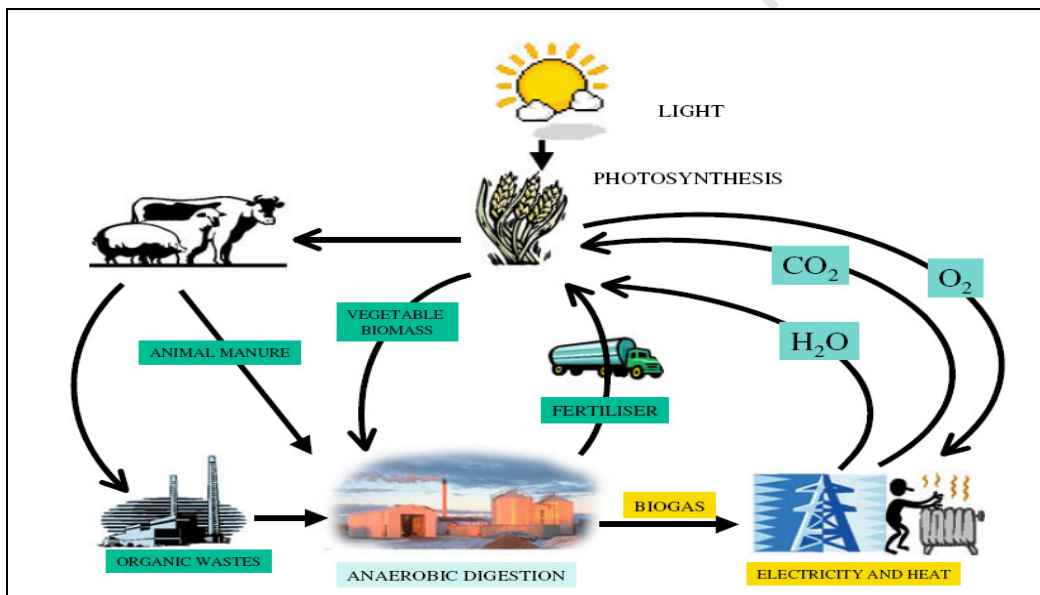 LIGHT
PHOTOSYNTHESIS
CO₂
O₂
H₂O
VEGETABLE
BIOMASS
ANIMAL MANURE
FERTILISER
BIOGAS
ORGANIC WASTES
ANAEROBIC DIGESTION
ELECTRICITY AND HEAT